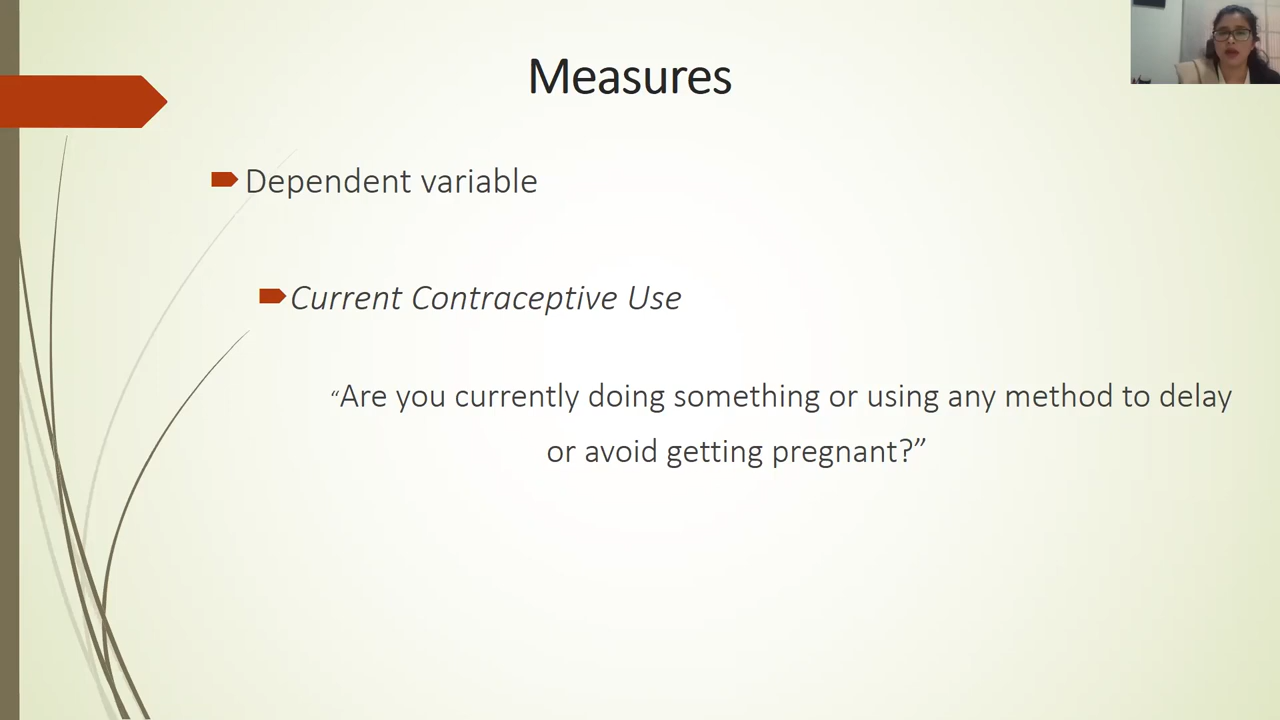 Measures
Dependent variable
Current Contraceptive Use
“Are you currently doing something or using any method to delay
or avoid getting pregnant?”